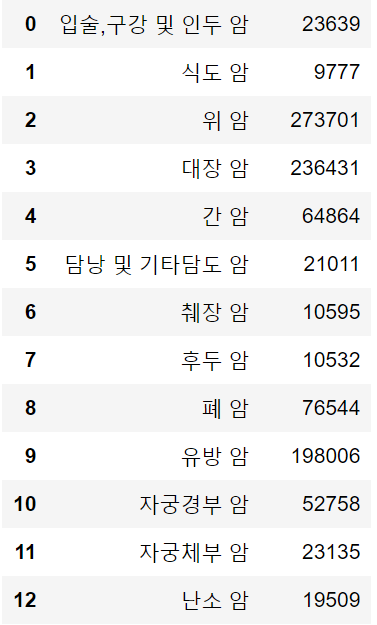 0 입술,구강 및 인두 암 23639
1 식도 암 9777
2 위 암 273701
3 대장 암 236431
4 간 암 64864
5 담낭 및 기타담도 암 21011
6 췌장 암 10595
7 후두 암 10532
8 폐 암 76544
9 유방 암 198006
10 자궁경부 암 52758
11 자궁체부 암 23135
12 난소 암 19509